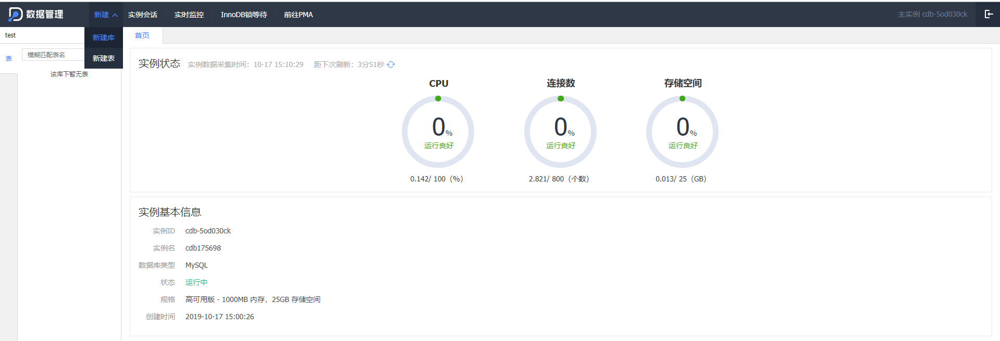 数据管理
新建 实例会话 实时监控 InnoDB锁等待 前往PMA 主实例 cdb-5od030ck
test
新建库
新建表
首页
表
模糊匹配表名
该库下暂无表
实例状态 实例数据采集时间：10-17 15:10:29 距下次刷新：3分51秒
CPU 连接数 存储空间
0% 0% 0%
运行良好 运行良好 运行良好
0.142/ 100（%） 2.821/ 800（个数） 0.013/ 25（GB）
实例基本信息
实例ID cdb-5od030ck
实例名 cdb175698
数据库类型 MySQL
状态 运行中
规格 高可用版 - 1000MB 内存，25GB 存储空间
创建时间 2019-10-17 15:00:26